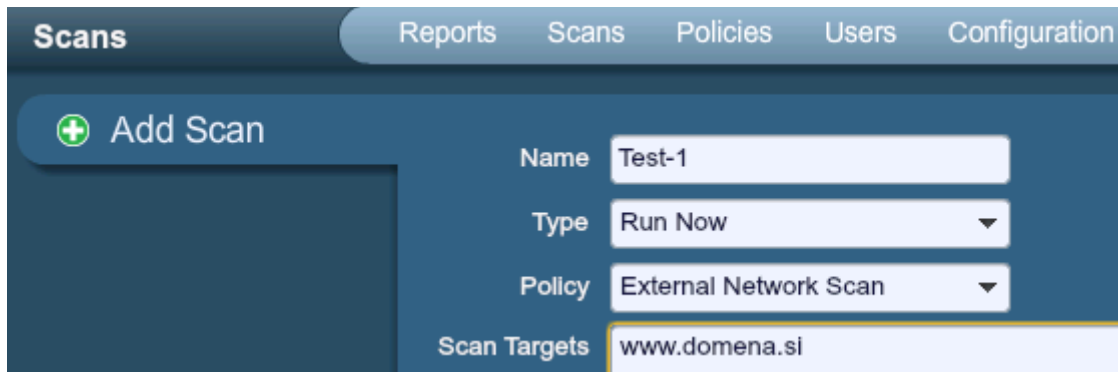 Scans Reports Scans Policies Users Configuration
Add Scan
Name Test-1
Type Run Now
Policy External Network Scan
Scan Targets www.domena.si